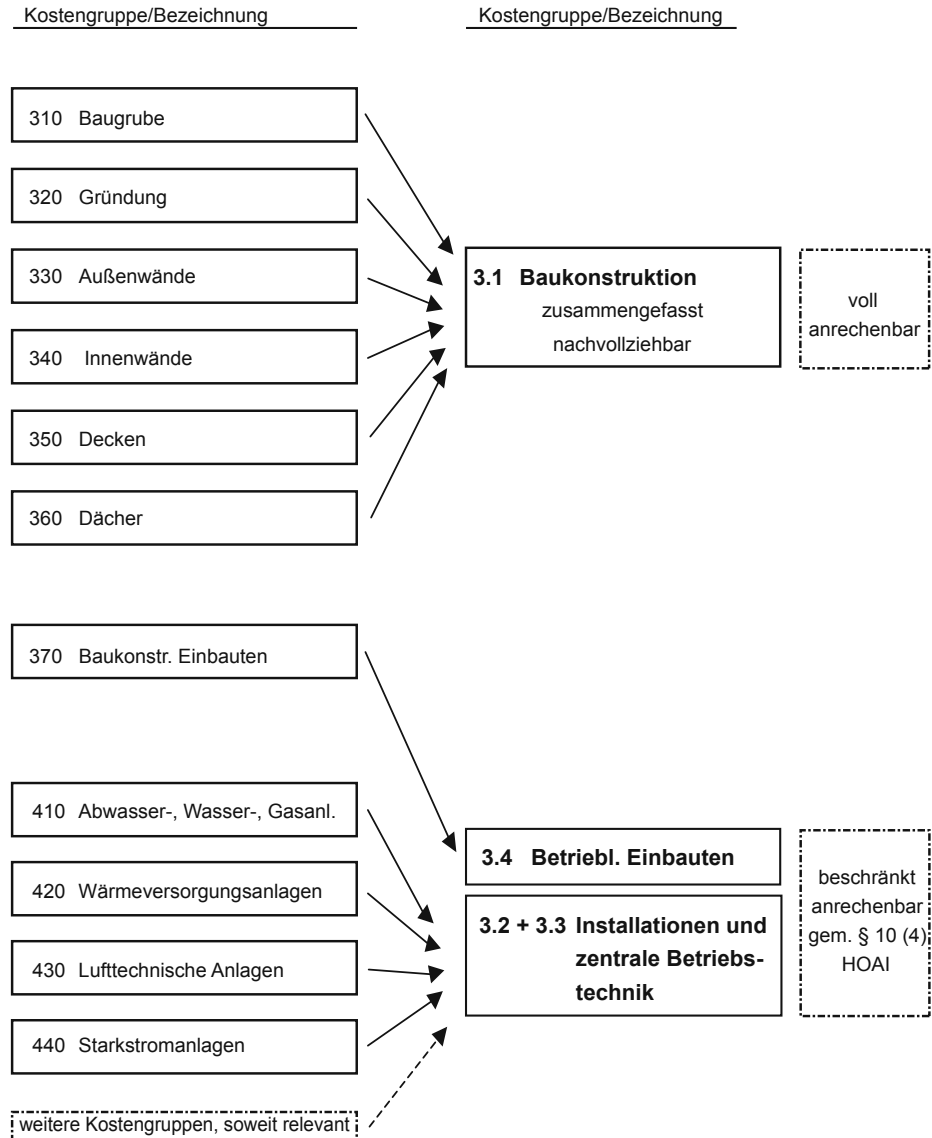 Kostengruppe/Bezeichnung
Kostengruppe/Bezeichnung
310 Baugrube
320 Gründung
330 Außenwände
340 Innenwände
350 Decken
360 Dächer
3.1 Baukonstruktion
zusammengefasst
nachvollziehbar
voll
anrechenbar
370 Baukonstr. Einbauten
410 Abwasser-, Wasser-, Gasanl.
420 Wärmeversorgungsanlagen
430 Lufttechnische Anlagen
440 Starkstromanlagen
weitere Kostengruppen, soweit relevant
3.4 Betriebl. Einbauten
3.2 + 3.3 Installationen und
zentrale Betriebs-
technik
beschränkt
anrechenbar
gem. § 10 (4)
HOAI